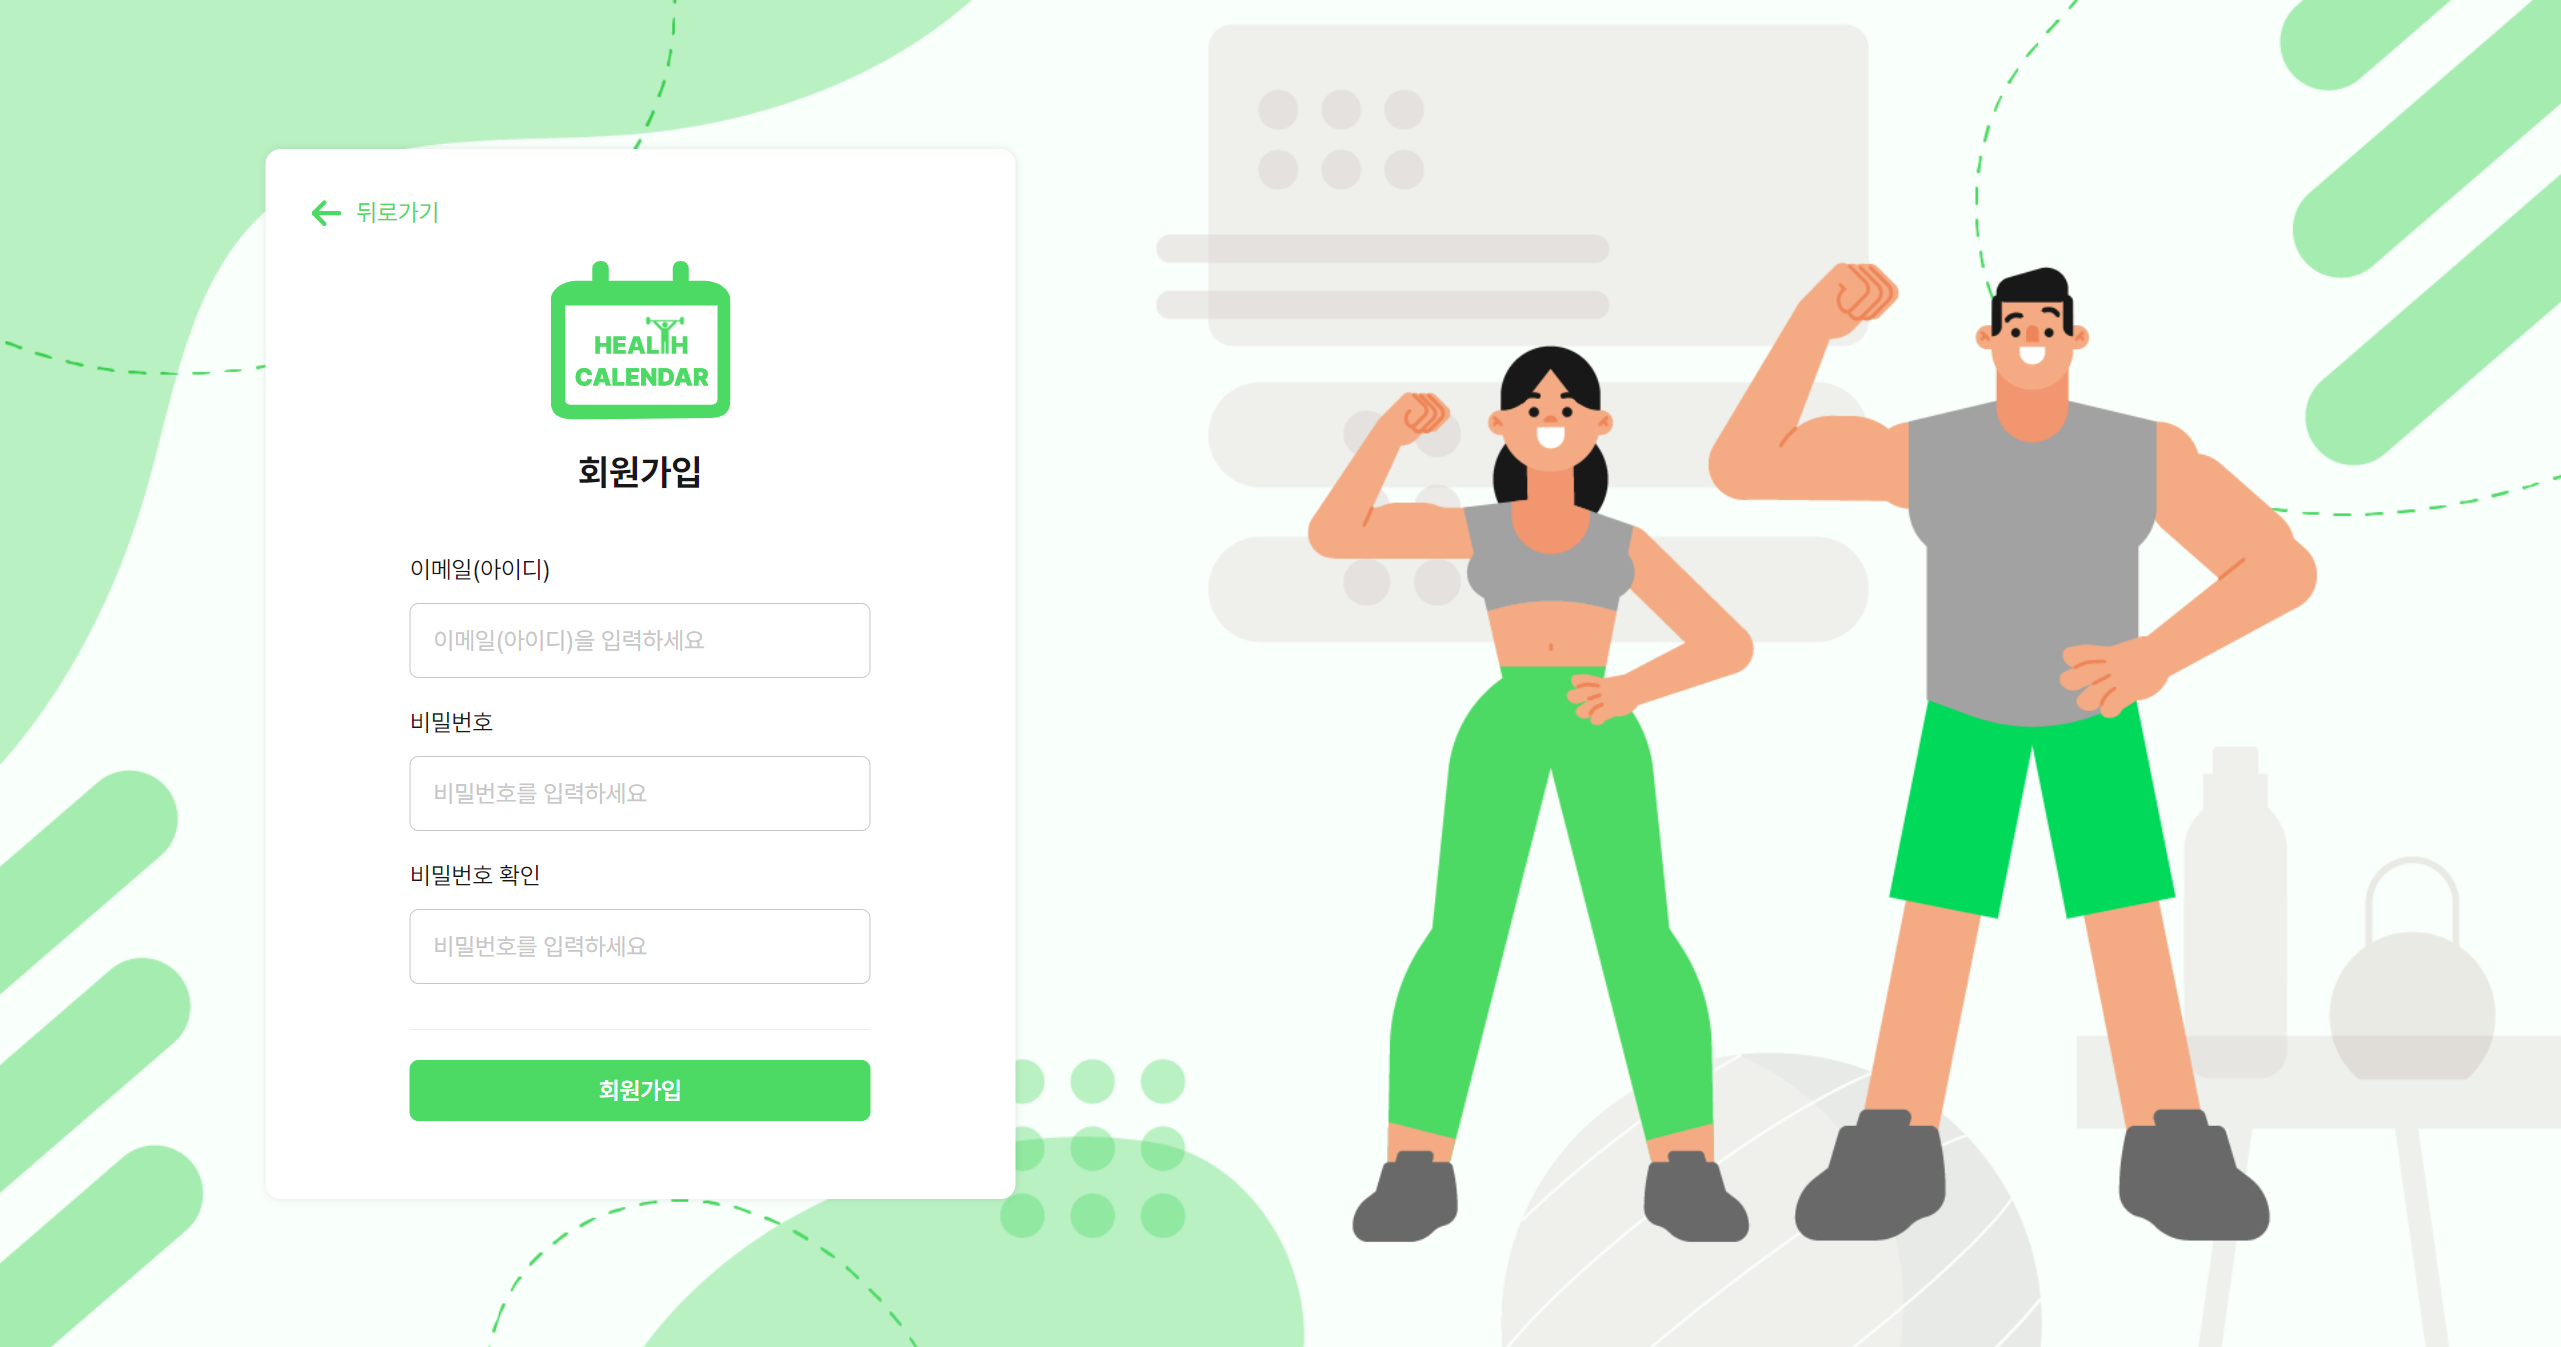 뒤로가기
HEALTH
CALENDAR
회원가입
이메일(아이디)
이메일(아이디)을 입력하세요
비밀번호
비밀번호를 입력하세요
비밀번호 확인
비밀번호를 입력하세요
회원가입